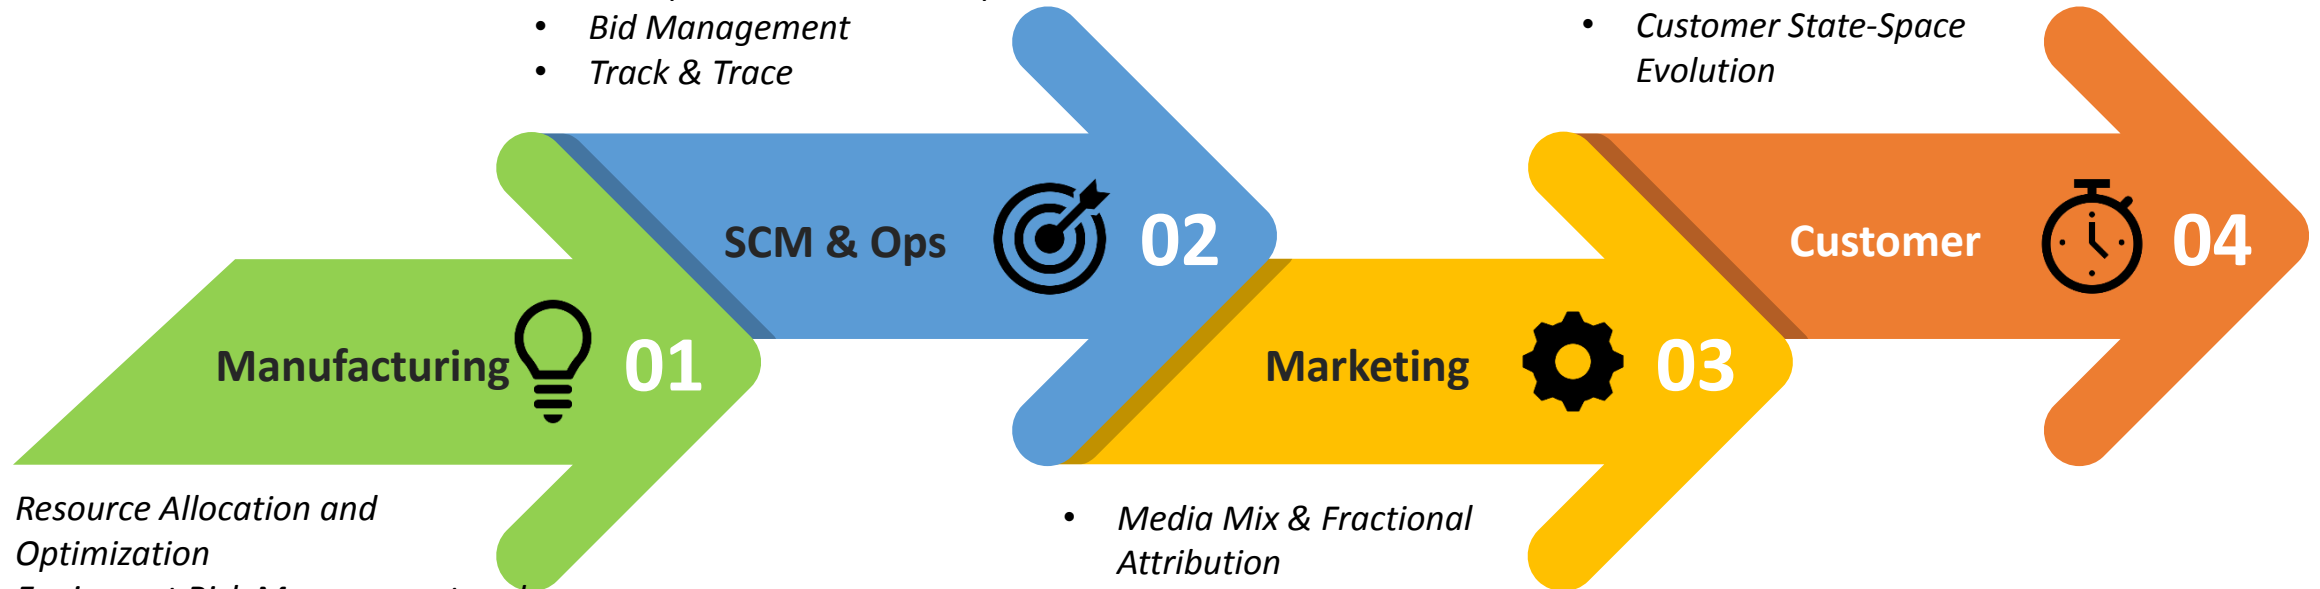 • Bid Management
• Track & Trace
• Customer State-Space
Evolution
SCM & Ops
02
Customer
04
Manufacturing
01
Marketing
03
Resource Allocation and
Optimization
• Media Mix & Fractional
Attribution